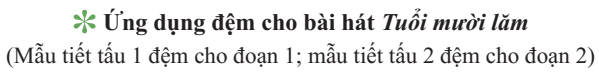 Ứng dụng đệm cho bài hát Tuổi mười lăm
(Mẫu tiết tấu 1 đệm cho đoạn 1; mẫu tiết tấu 2 đệm cho đoạn 2)